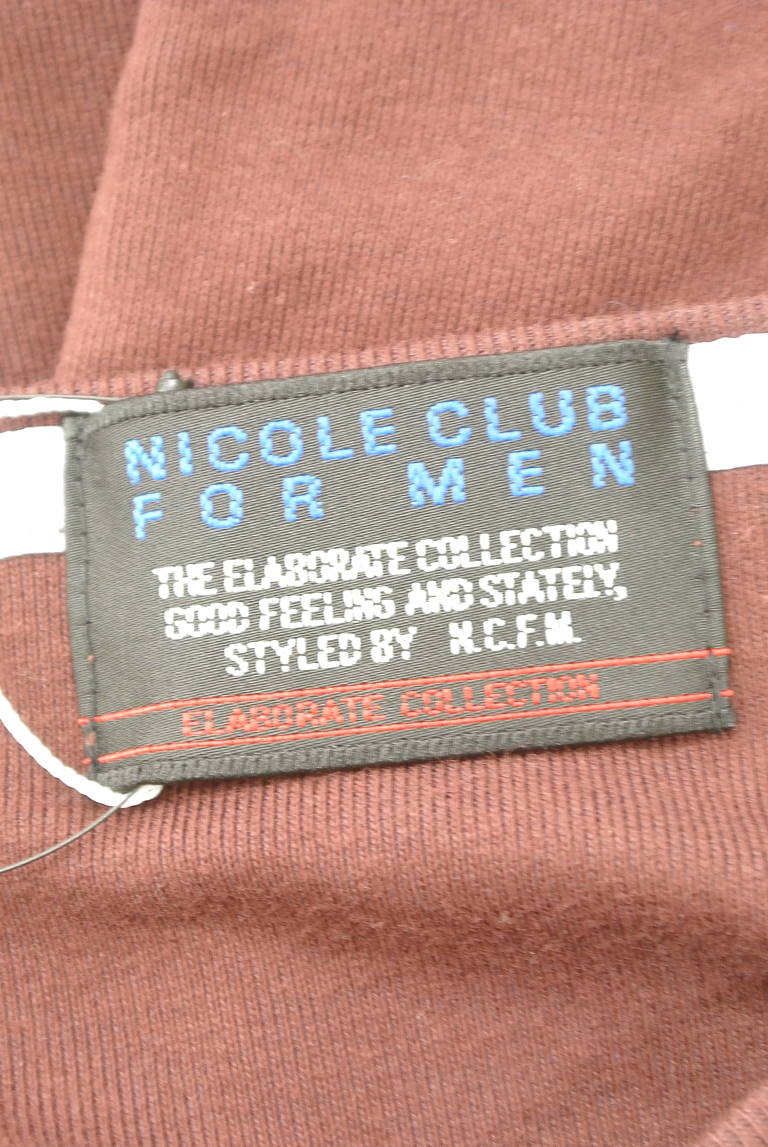 NICOLE CLUB
FOR MEN
THE ELABORATE COLLECTION
GOOD FEELING AND STATELY,
STYLED BY N.C.F.M.
ELABORATE COLLECTION